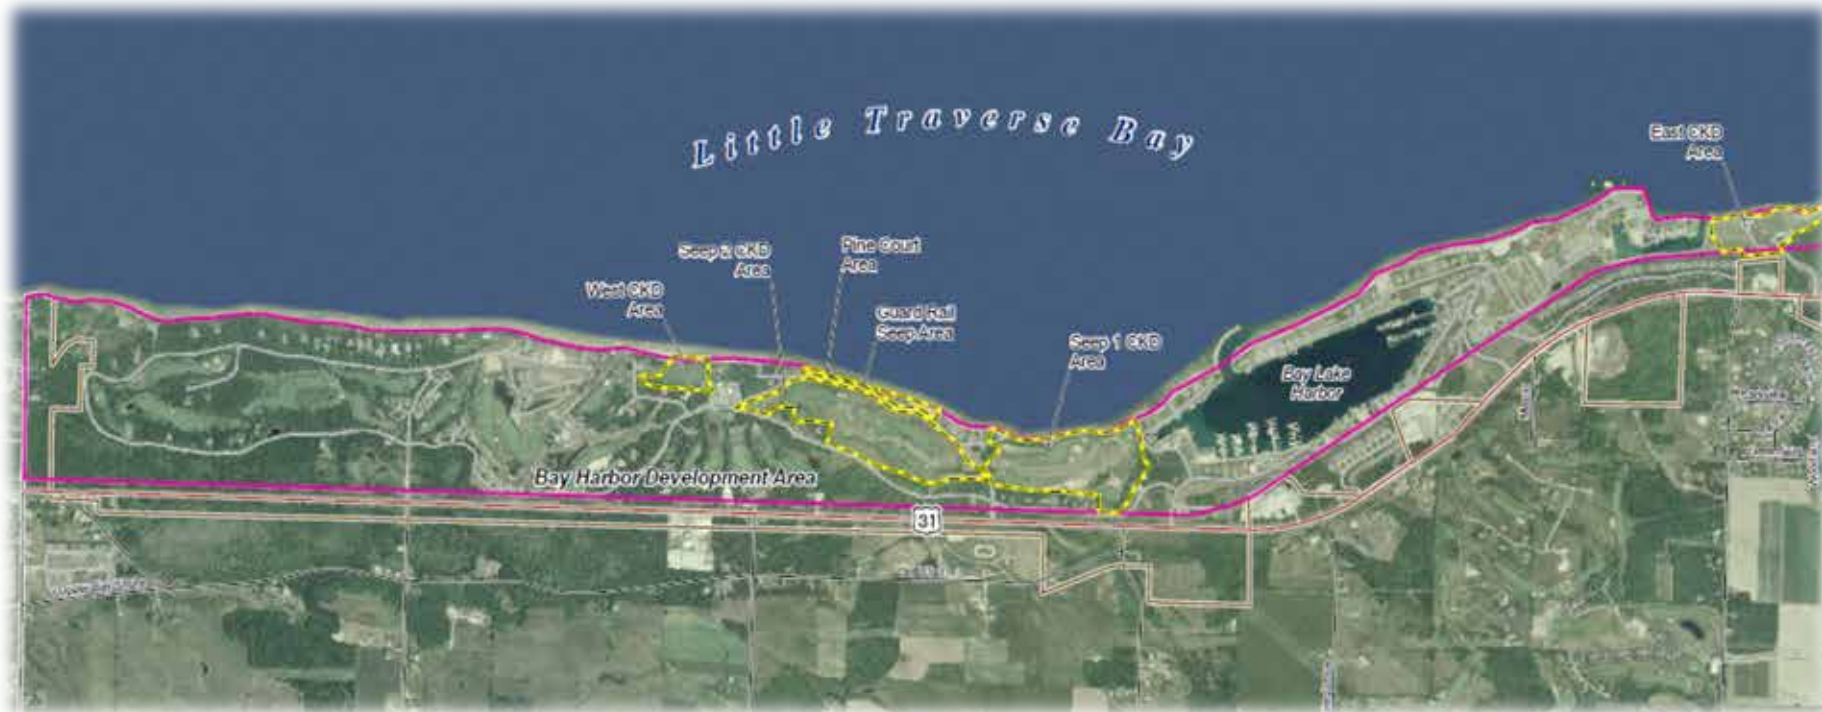 Little Traverse Bay
East CKD
Area
Seep 2 CKD
Area
Pine Court
Area
West CKD
Area
Guard Rail
Seep Area
Seep 1 CKD
Area
Bay Lake
Harbor
Bay Harbor Development Area
31